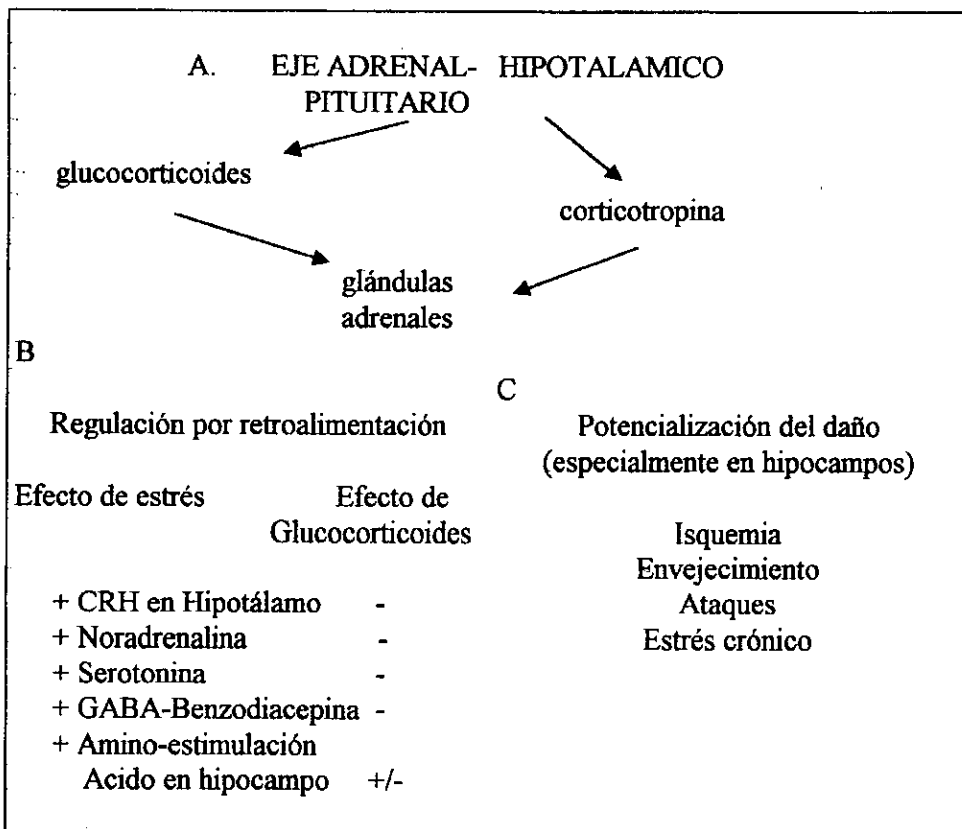 A. EJE ADRENAL- HIPOTALAMICO
PITUITARIO
glucocorticoides
corticotropina
glándulas
adrenales
B
Regulación por retroalimentación
Efecto de estrés Efecto de
Glucocorticoides
+ CRH en Hipotálamo -
+ Noradrenalina -
+ Serotonina -
+ GABA-Benzodiacepina -
+ Amino-estimulación
Acido en hipocampo +/-
C
Potencialización del daño
(especialmente en hipocampos)
Isquemia
Envejecimiento
Ataques
Estrés crónico